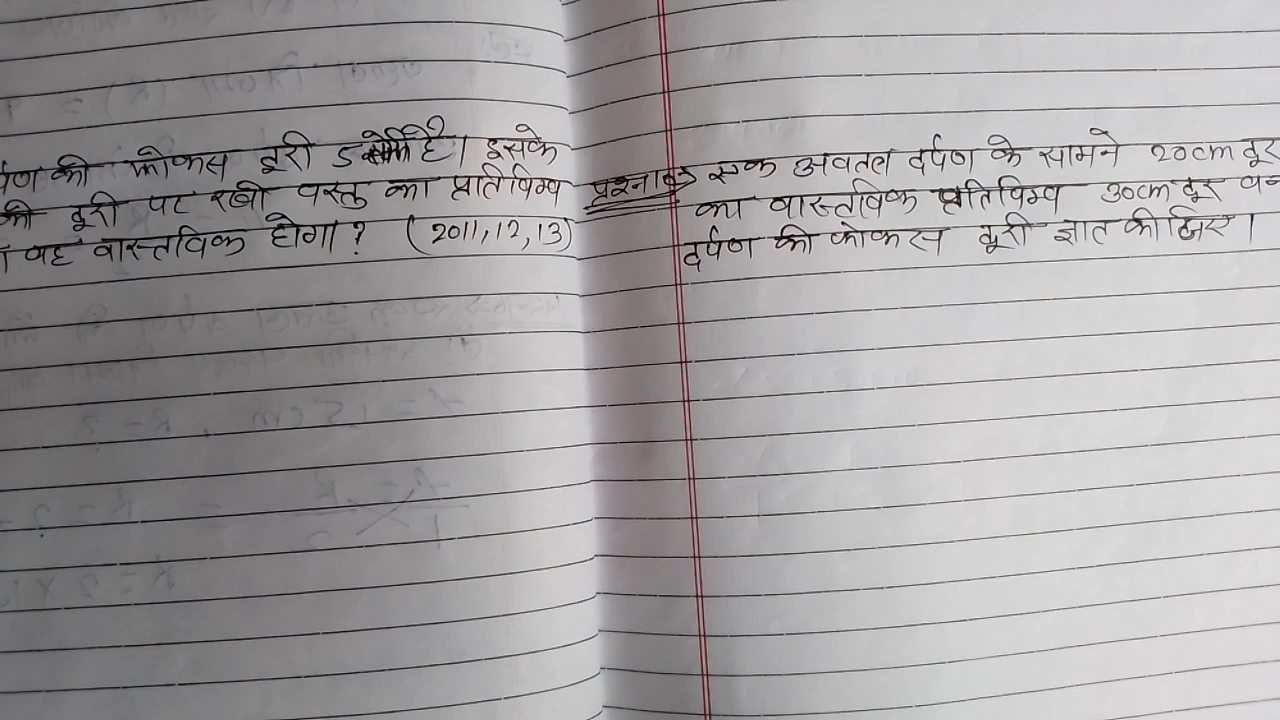 र्पण की फोकस दूरी 5 सेमी है। इसके
की दूरी पर रखी वस्तु का प्रतिविम्व
वह वास्तविक होगा? (2011,12,13)
एक अवतल दर्पण के सामने 20cm दूर
का वास्तविक प्रतिविम्व 30cm दूर
दर्पण की फोकस दूरी ज्ञात कीजिए।